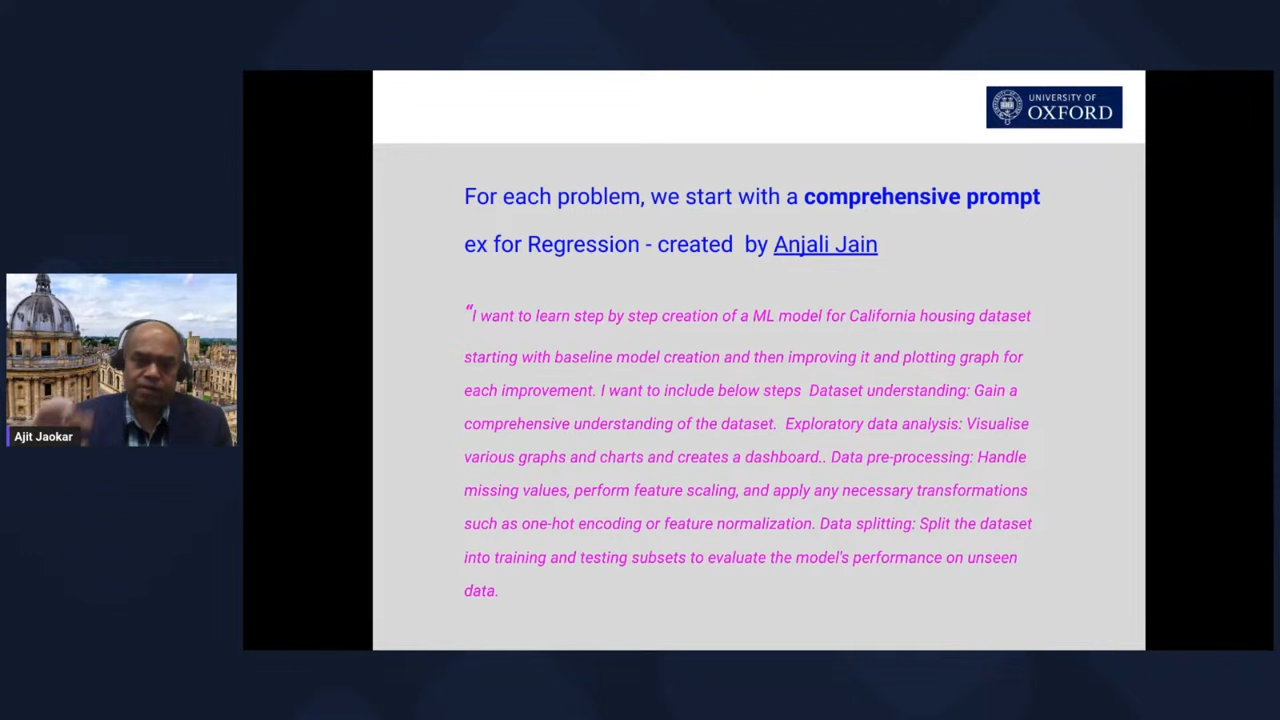 UNIVERSITY OF
OXFORD
For each problem, we start with a comprehensive prompt
ex for Regression - created by Anjali Jain
“I want to learn step by step creation of a ML model for California housing dataset
starting with baseline model creation and then improving it and plotting graph for
each improvement. I want to include below steps Dataset understanding: Gain a
comprehensive understanding of the dataset. Exploratory data analysis: Visualise
various graphs and charts and creates a dashboard.. Data pre-processing: Handle
missing values, perform feature scaling, and apply any necessary transformations
such as one-hot encoding or feature normalization. Data splitting: Split the dataset
into training and testing subsets to evaluate the model's performance on unseen
data.
Ajit Jaokar